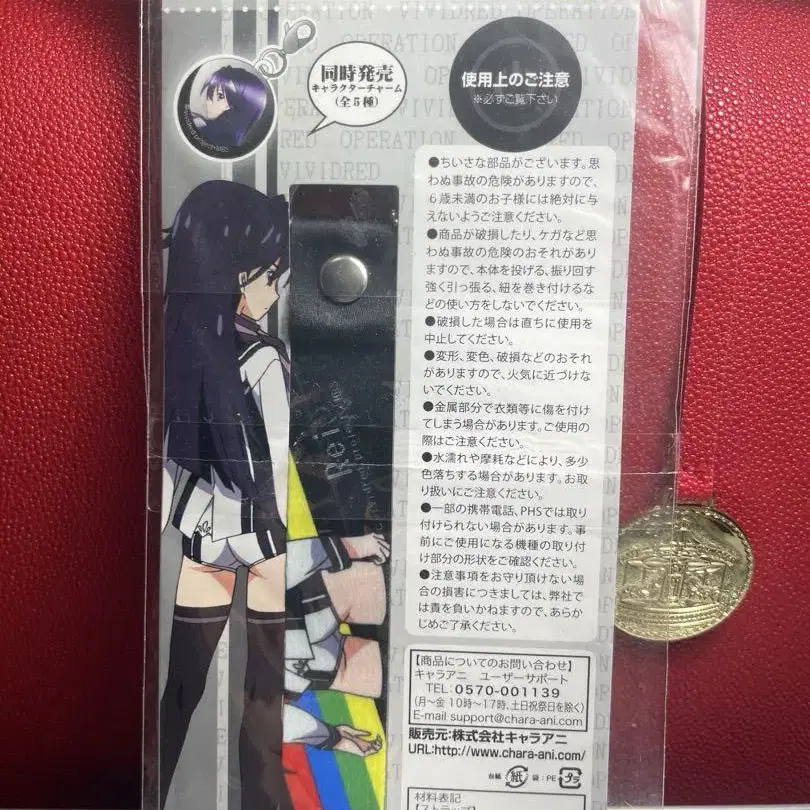 VIVIDRED OPERATION
同時発売
キャラクターチャーム
(全5種)
使用上のご注意
※必ずご覧下さい
●ちいさな部品がございます。思
わぬ事故の危険がありますので、
6歳未満のお子様には絶対に与
えないようご注意ください。
●商品が破損したり、ケガなど思
わぬ事故の危険のおそれがあり
ますので、本体を投げる、振り回す
強く引っ張る、紐を巻き付けるな
どの使い方をしないでください。
●破損した場合は直ちに使用を
中止してください。
●変形、変色、破損などのおそれ
がありますので、火気に近づけな
いでください。
●金属部分で衣類等に傷を付け
てしまう場合があります。ご使用の
際はご注意ください。
●水濡れや摩耗などにより、多少
色落ちする場合があります。お取
り扱いにご注意ください。
●一部の携帯電話、PHSでは取り
付けられない場合があります。事
前にご使用になる機種の取り付
け部分の形状をご確認ください。
●注意事項をお守り頂けない場合
の損害につきましては、弊社で
は責を負いかねますので、あらか
じめご了承ください。
Rei
【商品についてのお問い合わせ】
キャラアニ ユーザーサポート
TEL:0570-001139
(月~金 10時~17時、土日祝祭日を除く)
E-mail support@chara-ani.com
販売元:株式会社キャラアニ
URL:http://www.chara-ani.com/
台紙 紙 袋:PE プラ
材料表記
【ストラップ】